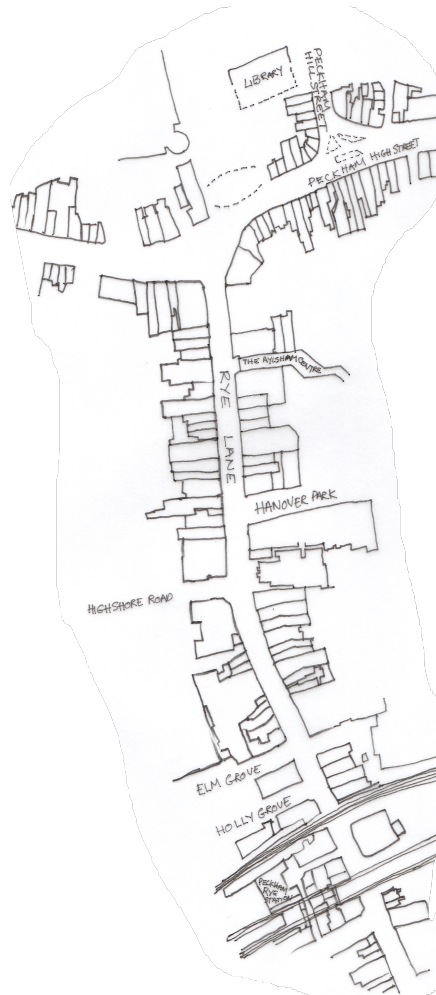 LIBRARY
PECKHAM
HILL STREET
PECKHAM HIGH STREET
THE AYLSHAM CENTRE
RYE LANE
HANOVER PARK
HIGHSHORE ROAD
ELM GROVE
HOLLY GROVE
PECKHAM
RYE
STATION